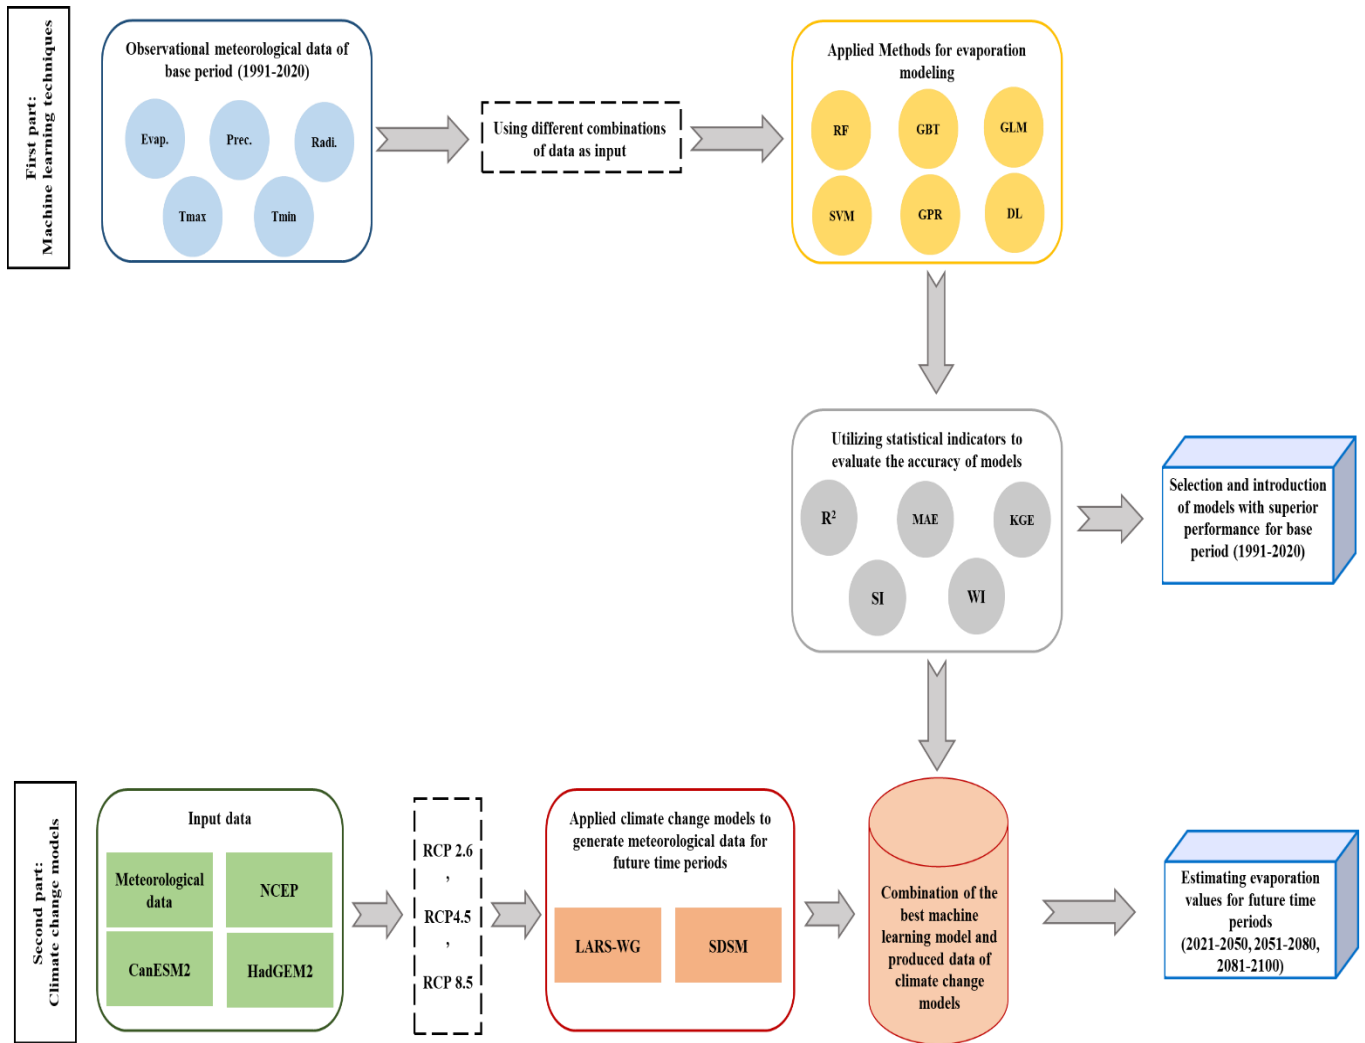 First part:
Machine learning techniques
Observational meteorological data of
base period (1991-2020)
Evap.
Prec.
Radi.
Tmax
Tmin
Using different combinations
of data as input
Applied Methods for evaporation
modeling
RF
GBT
GLM
SVM
GPR
DL
Utilizing statistical indicators to
evaluate the accuracy of models
R²
MAE
KGE
SI
WI
Selection and introduction
of models with superior
performance for base
period (1991-2020)
Second part:
Climate change models
Input data
Meteorological
data
NCEP
CanESM2
HadGEM2
RCP 2.6
,
RCP4.5
,
RCP 8.5
Applied climate change models to
generate meteorological data for
future time periods
LARS-WG
SDSM
Combination of the
best machine
learning model and
produced data of
climate change
models
Estimating evaporation
values for future time
periods
(2021-2050, 2051-2080,
2081-2100)